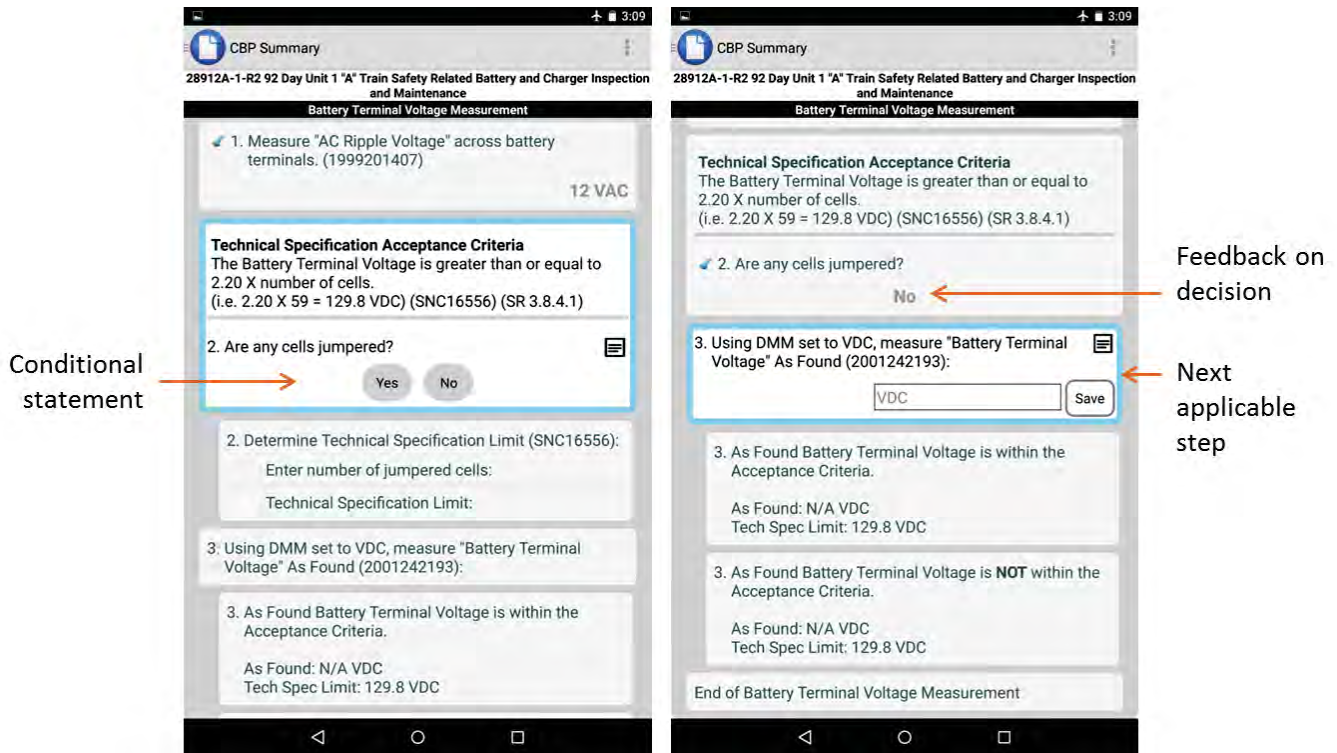 3:09
CBP Summary
28912A-1-R2 92 Day Unit 1 "A" Train Safety Related Battery and Charger Inspection
and Maintenance
Battery Terminal Voltage Measurement
1. Measure "AC Ripple Voltage" across battery
terminals. (1999201407)
12 VAC
Technical Specification Acceptance Criteria
The Battery Terminal Voltage is greater than or equal to
2.20 X number of cells.
(i.e. 2.20 X 59 = 129.8 VDC) (SNC16556) (SR 3.8.4.1)
2. Are any cells jumpered?
Yes
No
2. Determine Technical Specification Limit (SNC16556):
Enter number of jumpered cells:
Technical Specification Limit:
3. Using DMM set to VDC, measure "Battery Terminal
Voltage" As Found (2001242193):
3. As Found Battery Terminal Voltage is within the
Acceptance Criteria.
As Found: N/A VDC
Tech Spec Limit: 129.8 VDC
Conditional
statement
3:09
CBP Summary
28912A-1-R2 92 Day Unit 1 "A" Train Safety Related Battery and Charger Inspection
and Maintenance
Battery Terminal Voltage Measurement
Technical Specification Acceptance Criteria
The Battery Terminal Voltage is greater than or equal to
2.20 X number of cells.
(i.e. 2.20 X 59 = 129.8 VDC) (SNC16556) (SR 3.8.4.1)
2. Are any cells jumpered?
No
3. Using DMM set to VDC, measure "Battery Terminal
Voltage" As Found (2001242193):
VDC
Save
3. As Found Battery Terminal Voltage is within the
Acceptance Criteria.
As Found: N/A VDC
Tech Spec Limit: 129.8 VDC
3. As Found Battery Terminal Voltage is NOT within the
Acceptance Criteria.
As Found: N/A VDC
Tech Spec Limit: 129.8 VDC
End of Battery Terminal Voltage Measurement
Feedback on
decision
Next
applicable
step